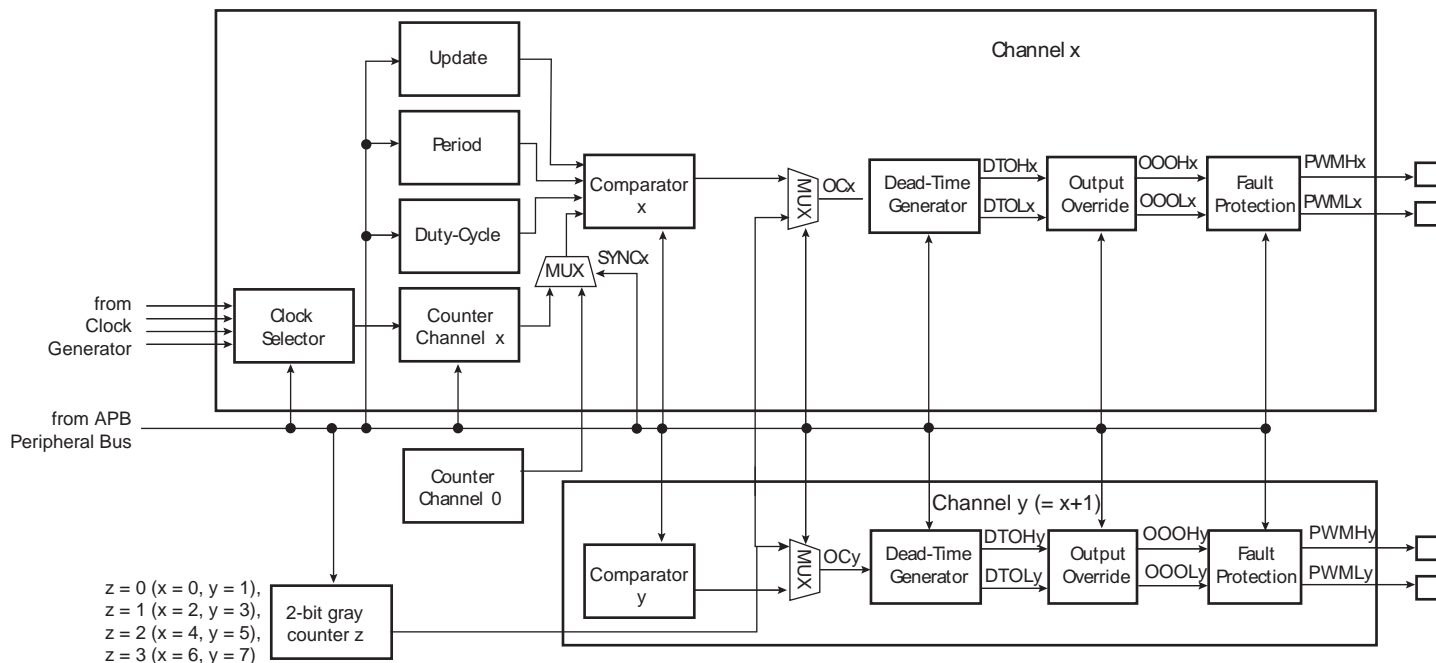 Channel x
Update
Period
Comparator
x
Duty-Cycle
MUX
SYNCx
from
Clock
Generator
Clock
Selector
Counter
Channel x
MUX
OCx
Dead-Time
Generator
DTOHx
DTOLx
Output
Override
OOOHx
OOOLx
Fault
Protection
PWMHx
PWMLx
from APB
Peripheral Bus
Counter
Channel 0
Channel y (= x+1)
Comparator
y
MUX
OCy
Dead-Time
Generator
DTOHy
DTOLy
Output
Override
OOOHy
OOOLy
Fault
Protection
PWMHy
PWMLy
z = 0 (x = 0, y = 1),
z = 1 (x = 2, y = 3),
z = 2 (x = 4, y = 5),
z = 3 (x = 6, y = 7)
2-bit gray
counter z